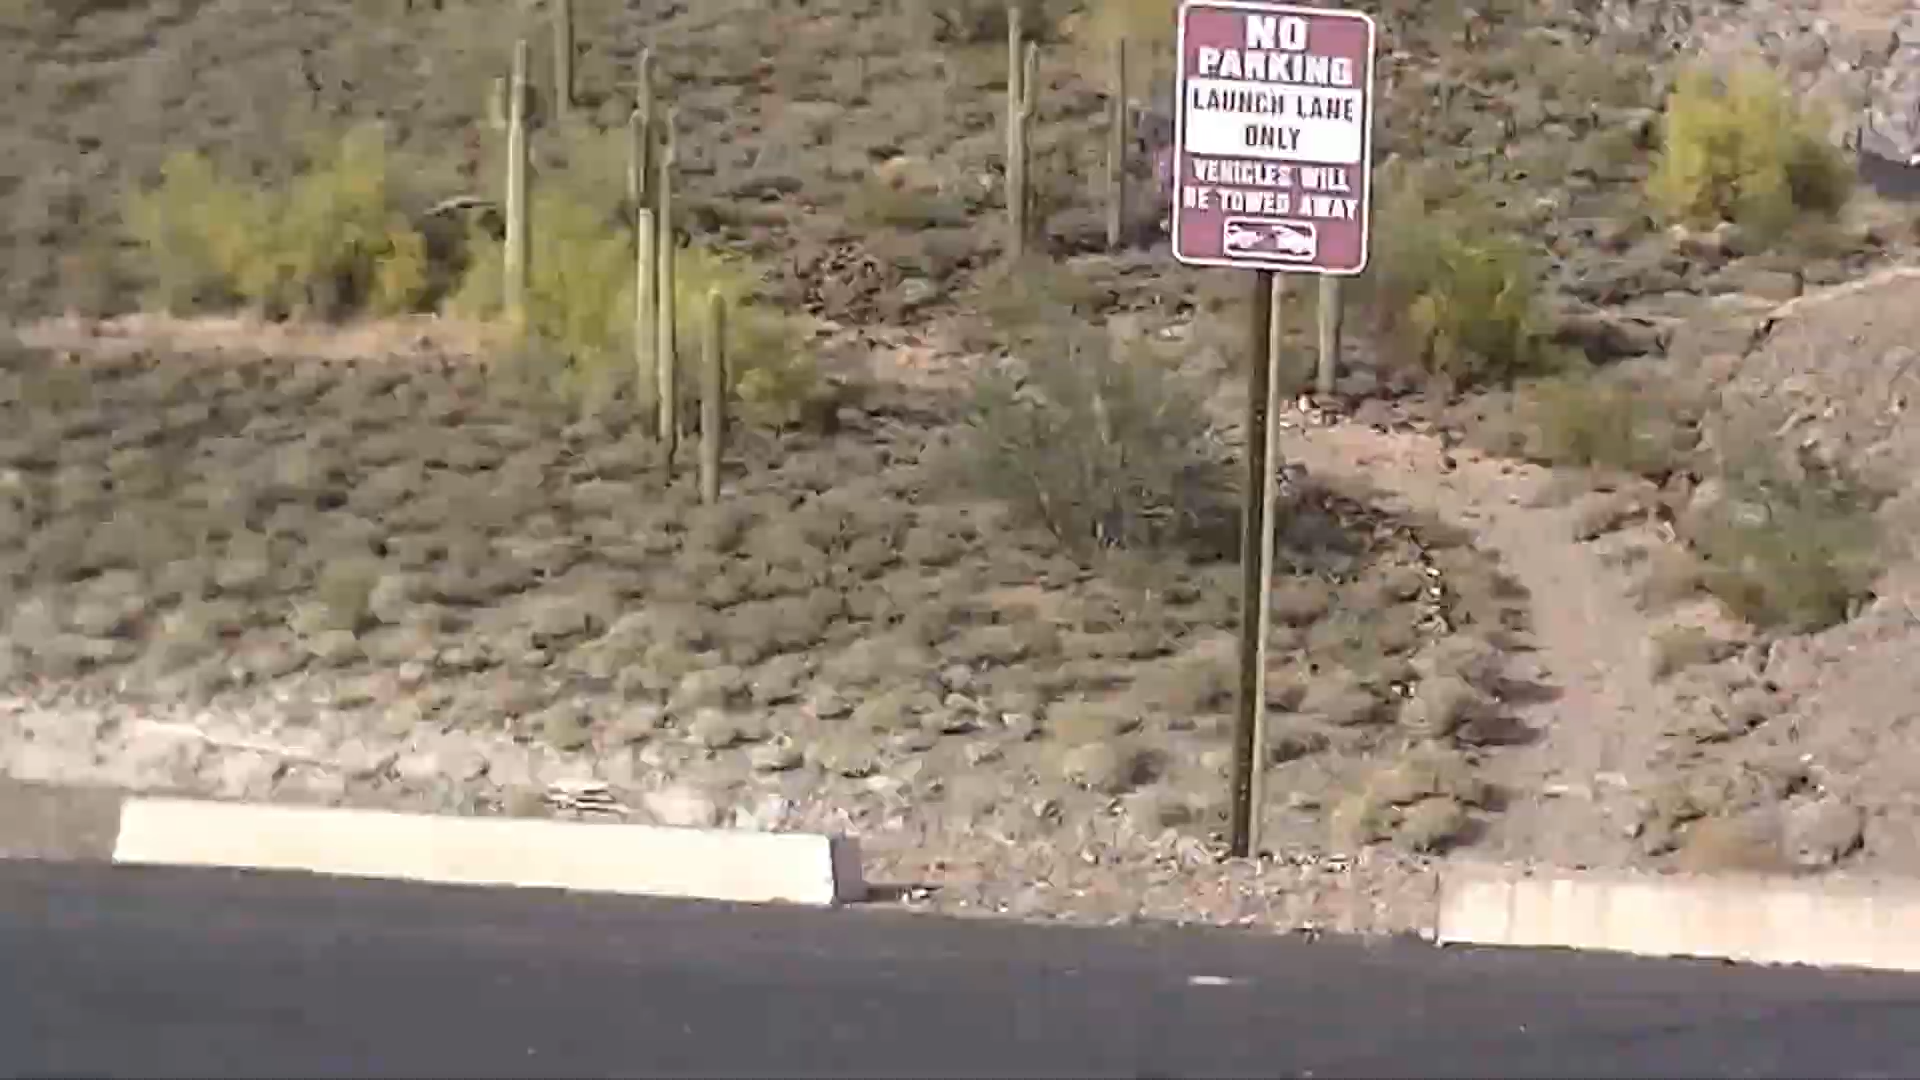 NO
PARKING
LAUNCH LANE
ONLY
VEHICLES WILL
BE TOWED AWAY